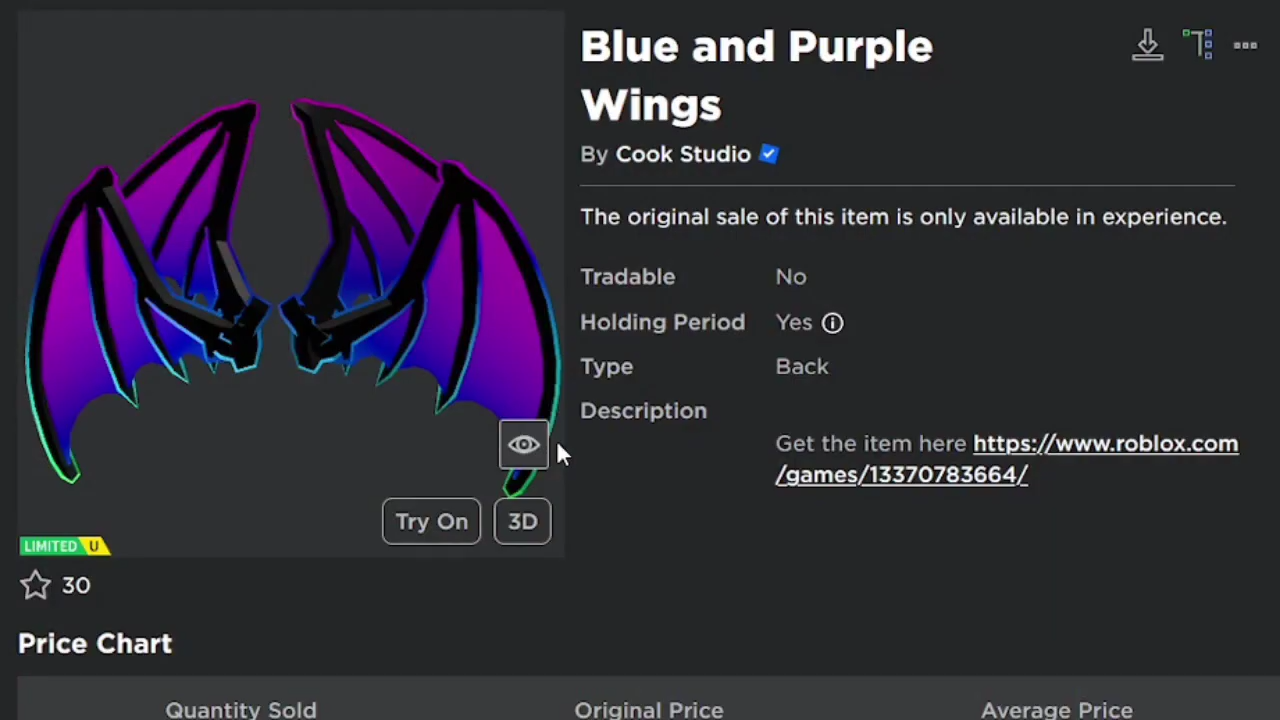 Blue and Purple
Wings
By Cook Studio
The original sale of this item is only available in experience.
Tradable No
Holding Period Yes
Type Back
Description
Get the item here https://www.roblox.com
/games/13370783664/
Try On 3D
LIMITED U
30
Price Chart
Quantity Sold Original Price Average Price